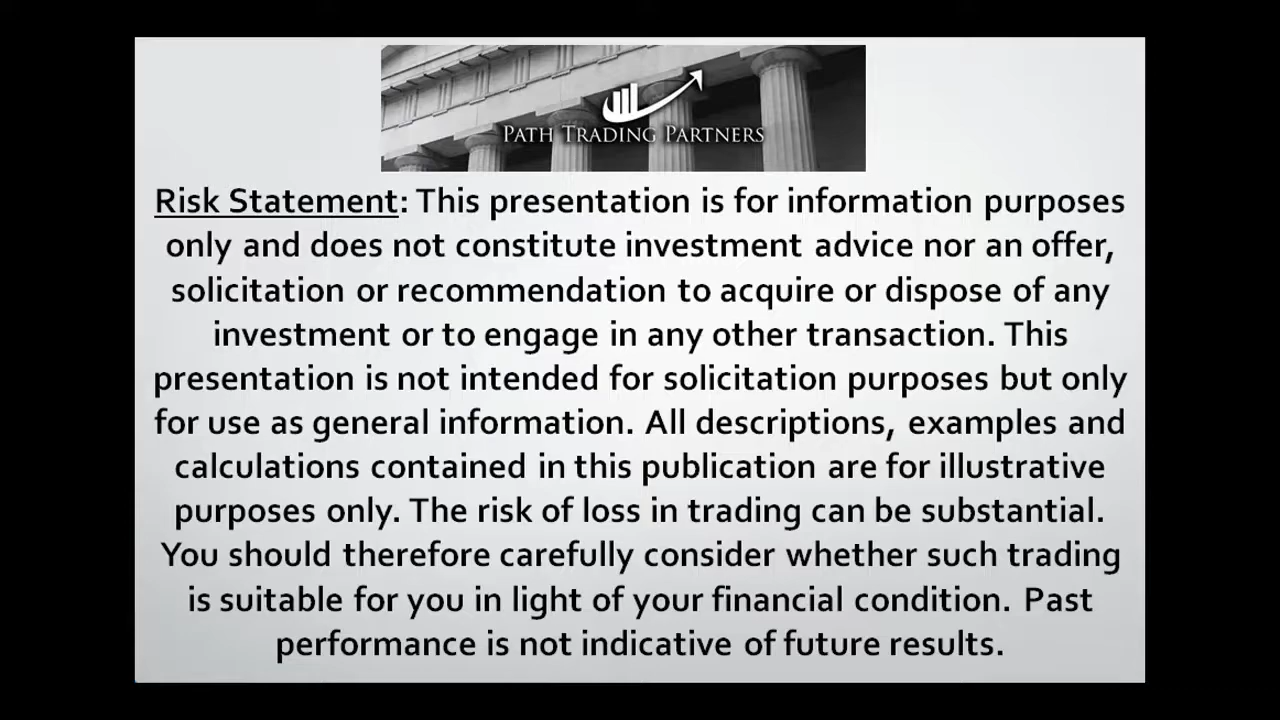 PATH TRADING PARTNERS
Risk Statement: This presentation is for information purposes
only and does not constitute investment advice nor an offer,
solicitation or recommendation to acquire or dispose of any
investment or to engage in any other transaction. This
presentation is not intended for solicitation purposes but only
for use as general information. All descriptions, examples and
calculations contained in this publication are for illustrative
purposes only. The risk of loss in trading can be substantial.
You should therefore carefully consider whether such trading
is suitable for you in light of your financial condition. Past
performance is not indicative of future results.